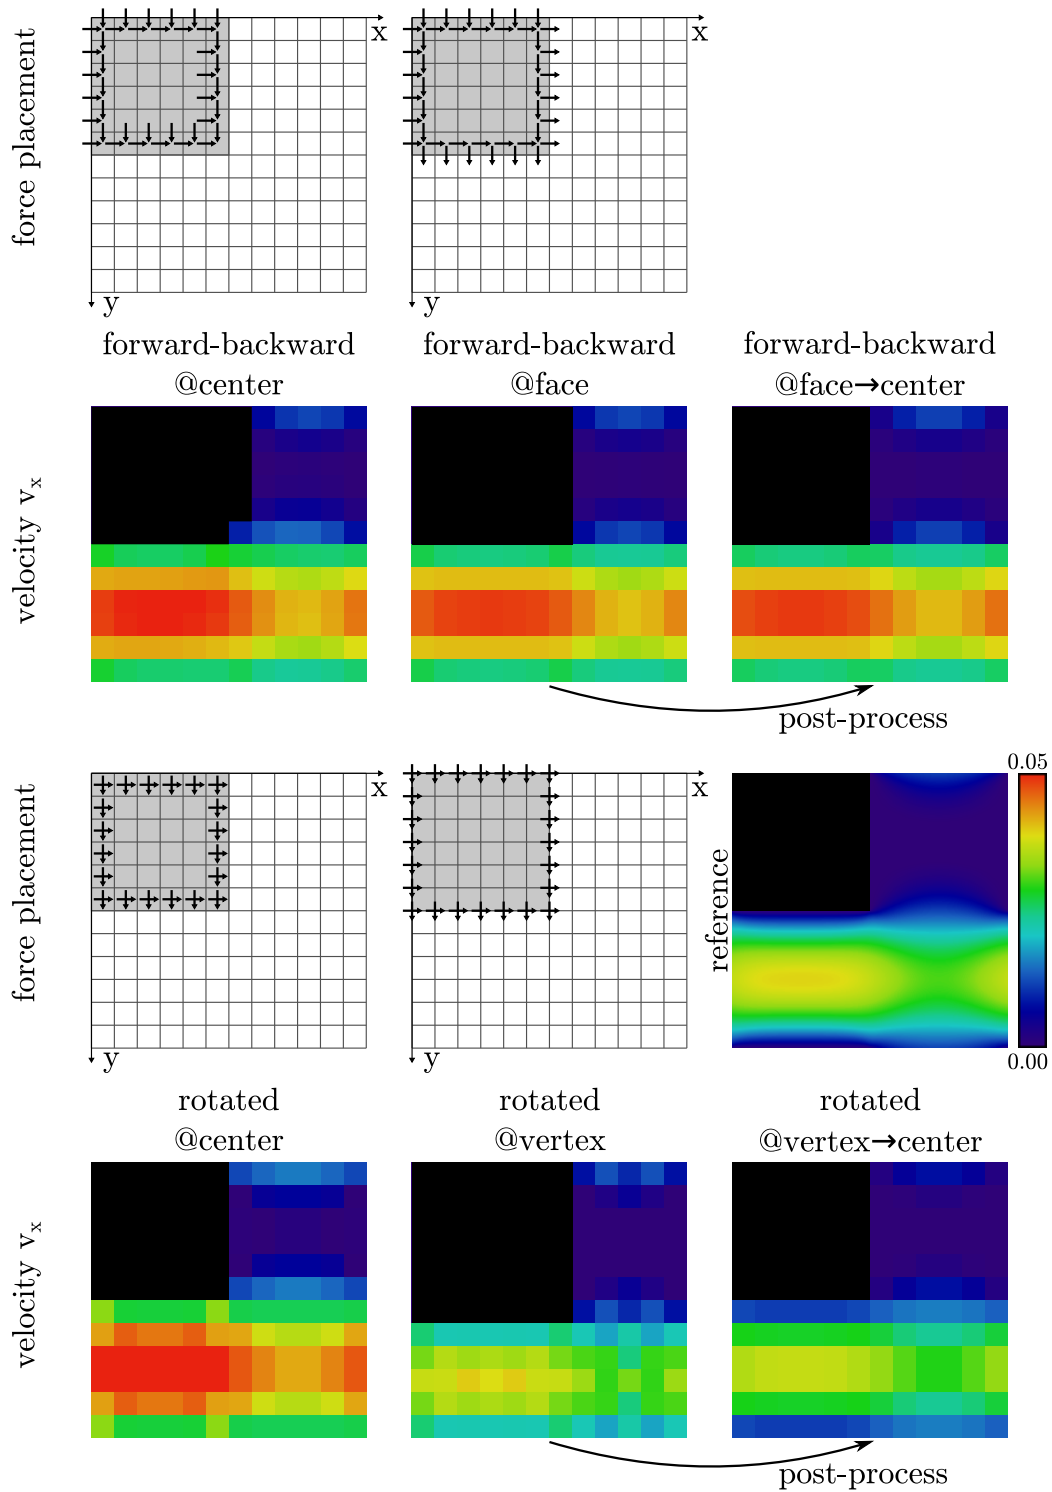 force placement
x
x
y
y
forward-backward
@center
forward-backward
@face
forward-backward
@face→center
velocity vₓ
post-process
force placement
x
x
y
y
reference
0.05
0.00
rotated
@center
rotated
@vertex
rotated
@vertex→center
velocity vₓ
post-process